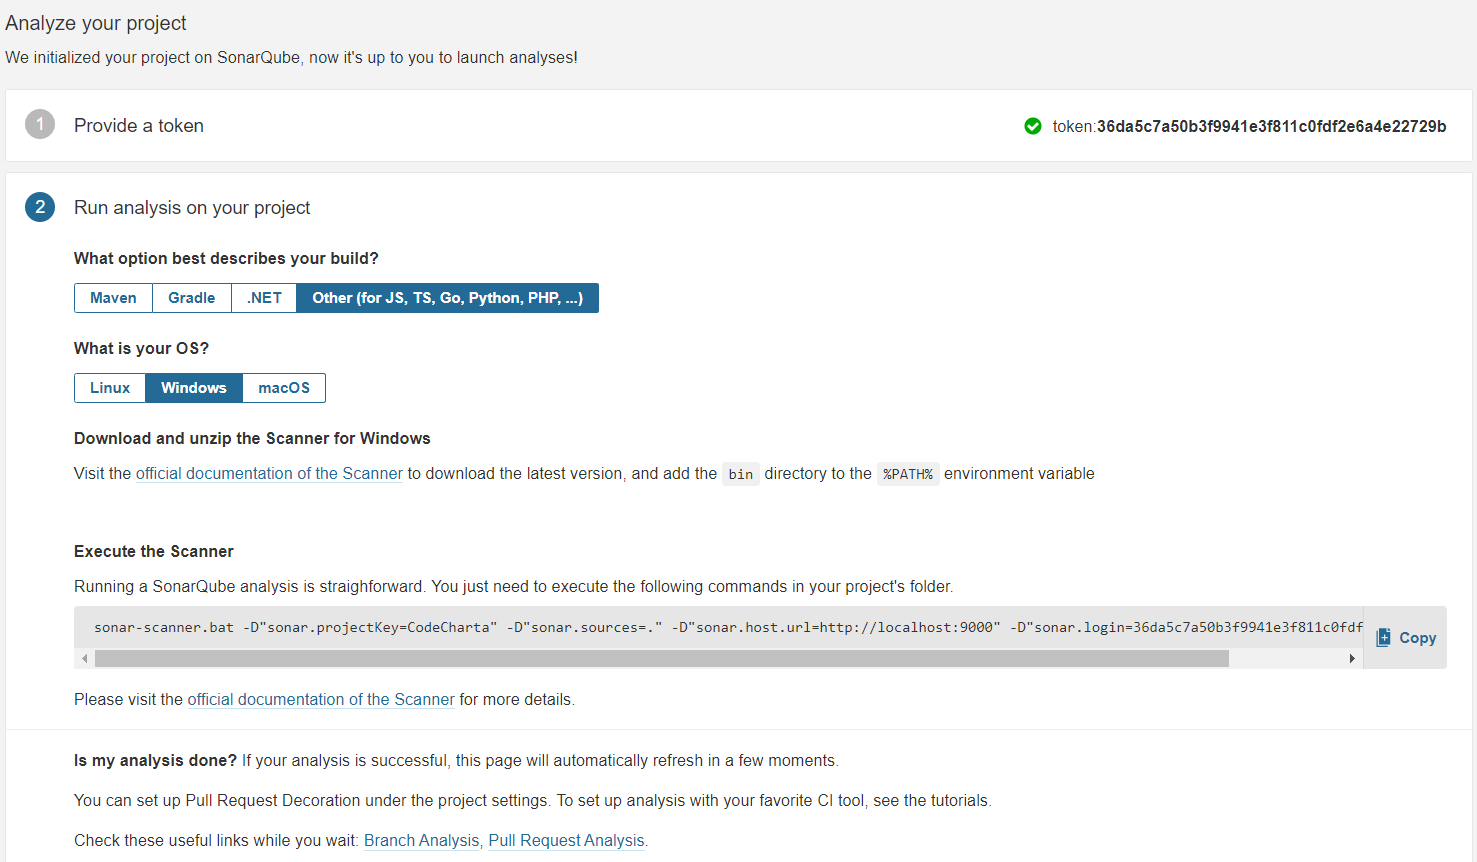 Analyze your project
We initialized your project on SonarQube, now it's up to you to launch analyses!
1 Provide a token token:36da5c7a50b3f9941e3f811c0fdf2e6a4e22729b
2 Run analysis on your project
What option best describes your build?
Maven Gradle .NET Other (for JS, TS, Go, Python, PHP, ...)
What is your OS?
Linux Windows macOS
Download and unzip the Scanner for Windows
Visit the official documentation of the Scanner to download the latest version, and add the bin directory to the %PATH% environment variable
Execute the Scanner
Running a SonarQube analysis is straighforward. You just need to execute the following commands in your project's folder.
sonar-scanner.bat -D"sonar.projectKey=CodeCharta" -D"sonar.sources=." -D"sonar.host.url=http://localhost:9000" -D"sonar.login=36da5c7a50b3f9941e3f811c0fdf
Copy
Please visit the official documentation of the Scanner for more details.
Is my analysis done? If your analysis is successful, this page will automatically refresh in a few moments.
You can set up Pull Request Decoration under the project settings. To set up analysis with your favorite CI tool, see the tutorials.
Check these useful links while you wait: Branch Analysis, Pull Request Analysis.